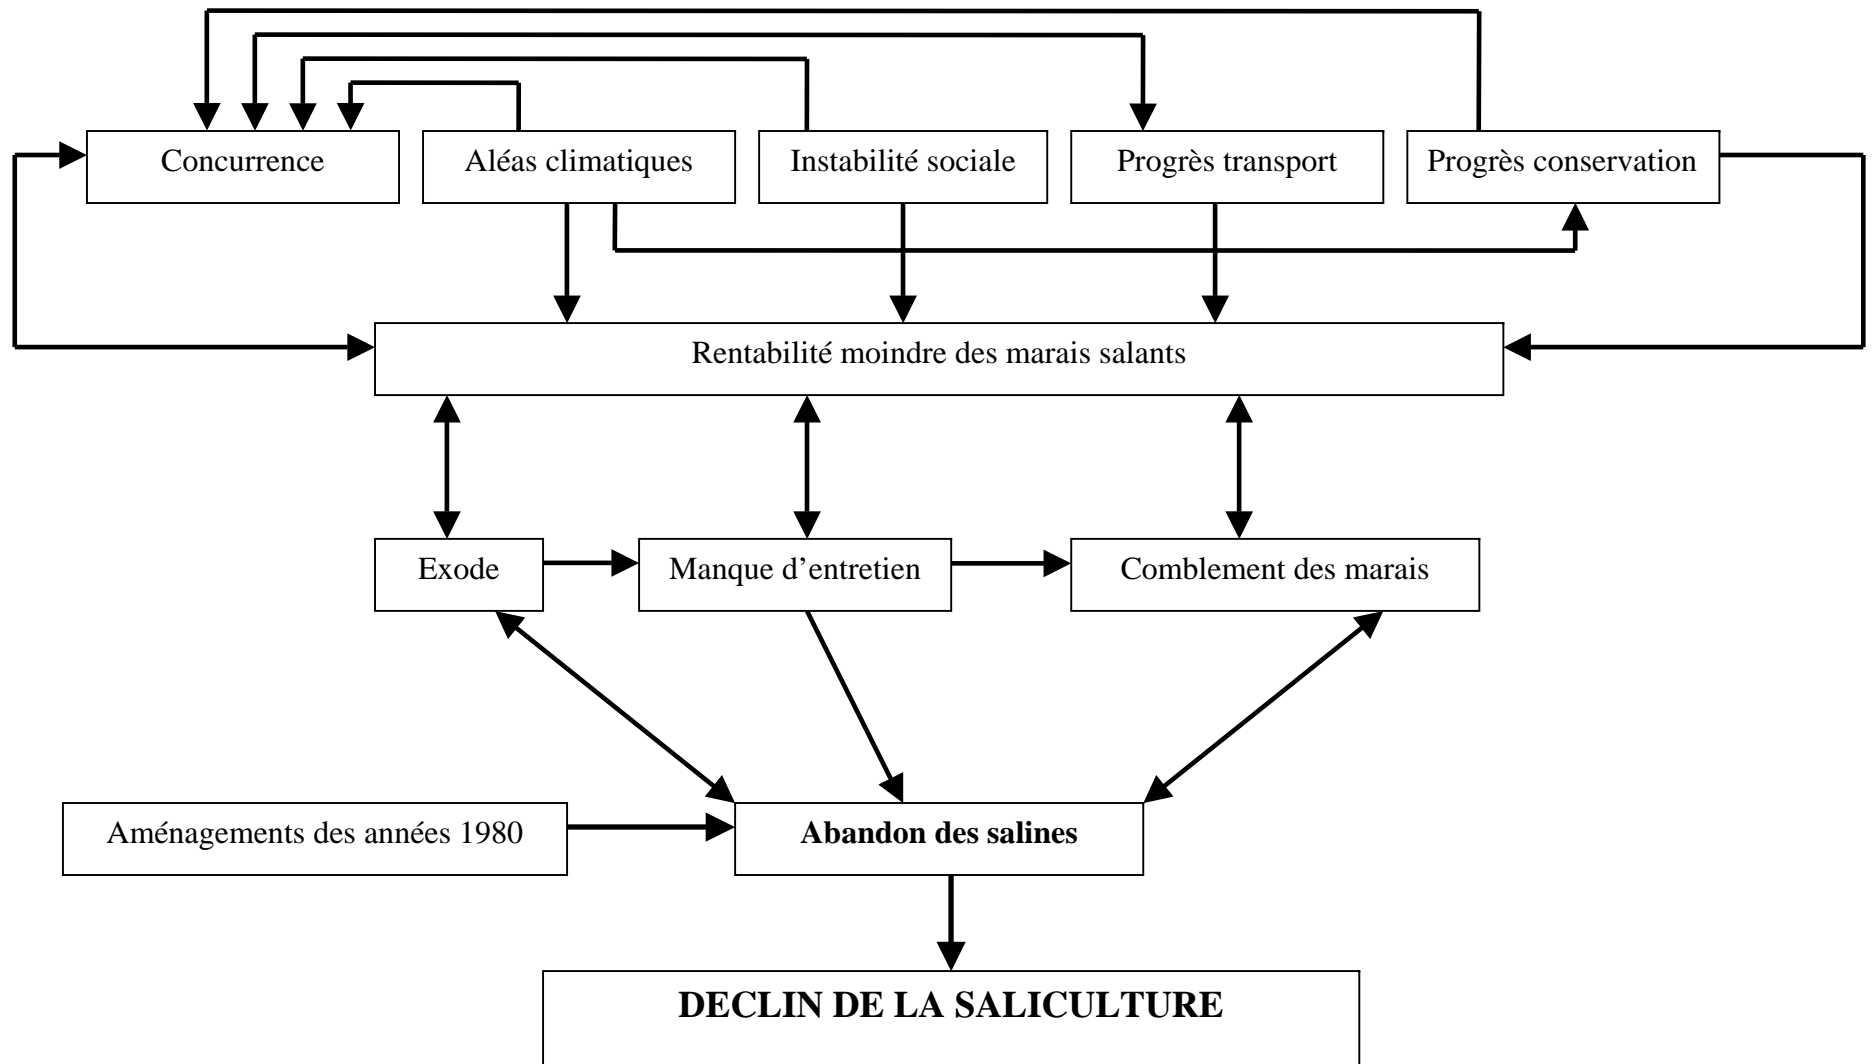 Concurrence
Aléas climatiques
Instabilité sociale
Progrès transport
Progrès conservation
Rentabilité moindre des marais salants
Exode
Manque d’entretien
Comblement des marais
Aménagements des années 1980
Abandon des salines
DECLIN DE LA SALICULTURE